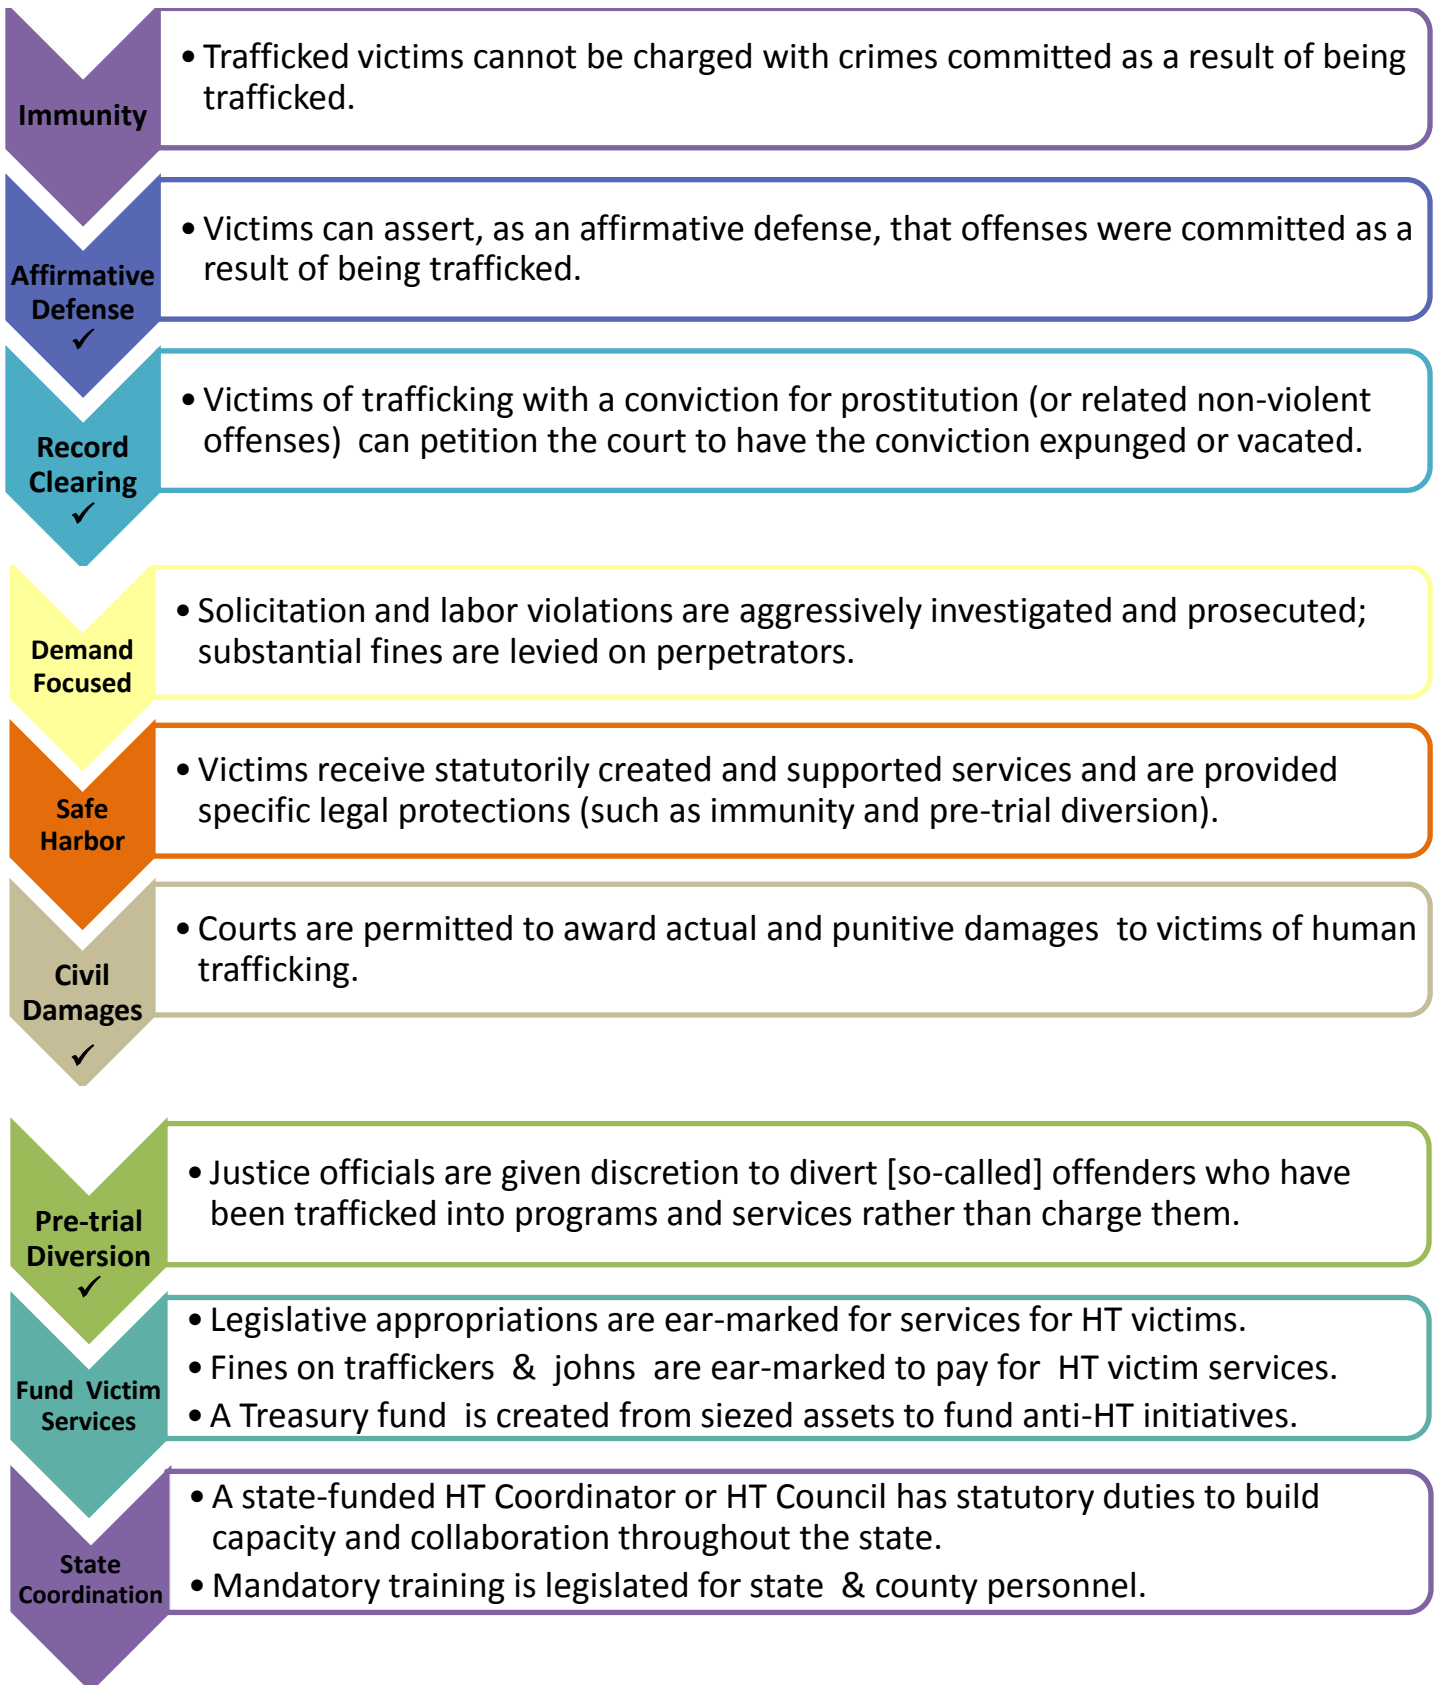 Immunity
• Trafficked victims cannot be charged with crimes committed as a result of being
trafficked.
Affirmative
Defense
✓
• Victims can assert, as an affirmative defense, that offenses were committed as a
result of being trafficked.
Record
Clearing
✓
• Victims of trafficking with a conviction for prostitution (or related non-violent
offenses)  can petition the court to have the conviction expunged or vacated.
Demand
Focused
• Solicitation and labor violations are aggressively investigated and prosecuted;
substantial fines are levied on perpetrators.
Safe
Harbor
• Victims receive statutorily created and supported services and are provided
specific legal protections (such as immunity and pre-trial diversion).
Civil
Damages
✓
• Courts are permitted to award actual and punitive damages  to victims of human
trafficking.
Pre-trial
Diversion
✓
• Justice officials are given discretion to divert [so-called] offenders who have
been trafficked into programs and services rather than charge them.
Fund  Victim
Services
• Legislative appropriations are ear-marked for services for HT victims.
• Fines on traffickers  &  johns  are ear-marked to pay for  HT victim services.
• A Treasury fund  is created from siezed assets to fund anti-HT initiatives.
State
Coordination
• A state-funded HT Coordinator or HT Council has statutory duties to build
capacity and collaboration throughout the state.
• Mandatory training is legislated for state  & county personnel.